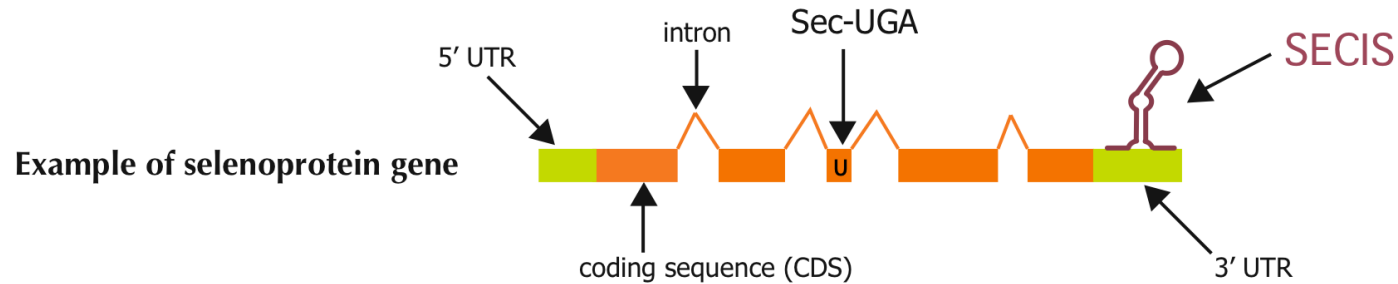 Sec-UGA
intron
5′ UTR
SECIS
Example of selenoprotein gene
U
coding sequence (CDS)
3′ UTR